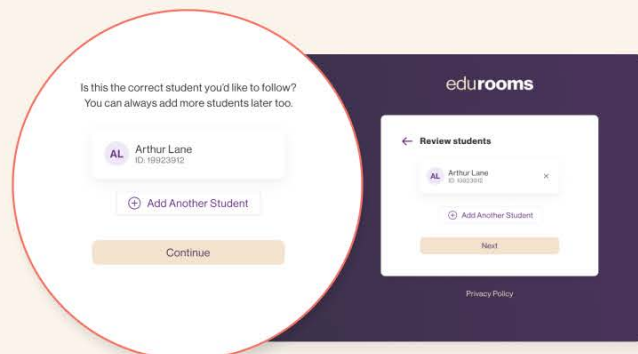 Is this the correct student you'd like to follow?
You can always add more students later too.
AL
Arthur Lane
ID: 19923912
Add Another Student
Continue
edurooms
Review students
AL
Arthur Lane
ID: 19923912
Add Another Student
Next
Privacy Policy